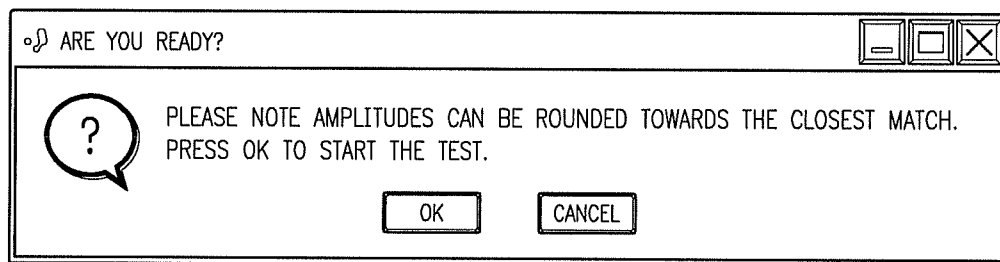 ARE YOU READY?
?
PLEASE NOTE AMPLITUDES CAN BE ROUNDED TOWARDS THE CLOSEST MATCH.
PRESS OK TO START THE TEST.
OK CANCEL